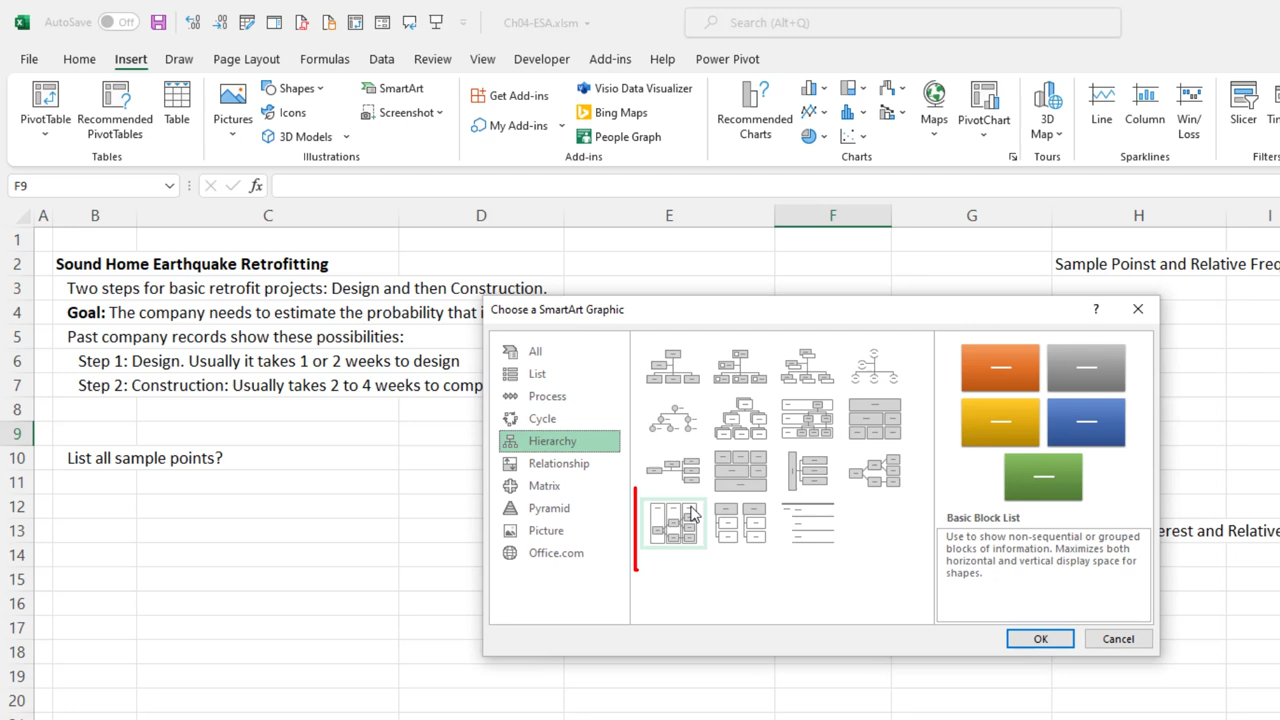 AutoSave Off Ch04-ESA.xlsm Search (Alt+Q)
File Home Insert Draw Page Layout Formulas Data Review View Developer Add-ins Help Power Pivot
PivotTable Recommended PivotTables Table
Tables
Pictures Shapes Icons 3D Models SmartArt Screenshot
Illustrations
Get Add-ins My Add-ins Visio Data Visualizer Bing Maps People Graph
Add-ins
Recommended Charts Maps PivotChart
Charts
3D Map
Tours
Line Column Win/Loss
Sparklines
Slicer
Filters
F9 fx
A B C D E F G H I
1
2 Sound Home Earthquake Retrofitting Sample Poinst and Relative Freq
3 Two steps for basic retrofit projects: Design and then Construction.
4 Goal: The company needs to estimate the probability that i
5 Past company records show these possibilities:
6 Step 1: Design. Usually it takes 1 or 2 weeks to design
7 Step 2: Construction: Usually takes 2 to 4 weeks to comp
8
9
10 List all sample points?
11
12
13 erest and Relative
14
15
16
17
18
19
20
Choose a SmartArt Graphic ?
All
List
Process
Cycle
Hierarchy
Relationship
Matrix
Pyramid
Picture
Office.com
Basic Block List
Use to show non-sequential or grouped
blocks of information. Maximizes both
horizontal and vertical display space for
shapes.
OK Cancel